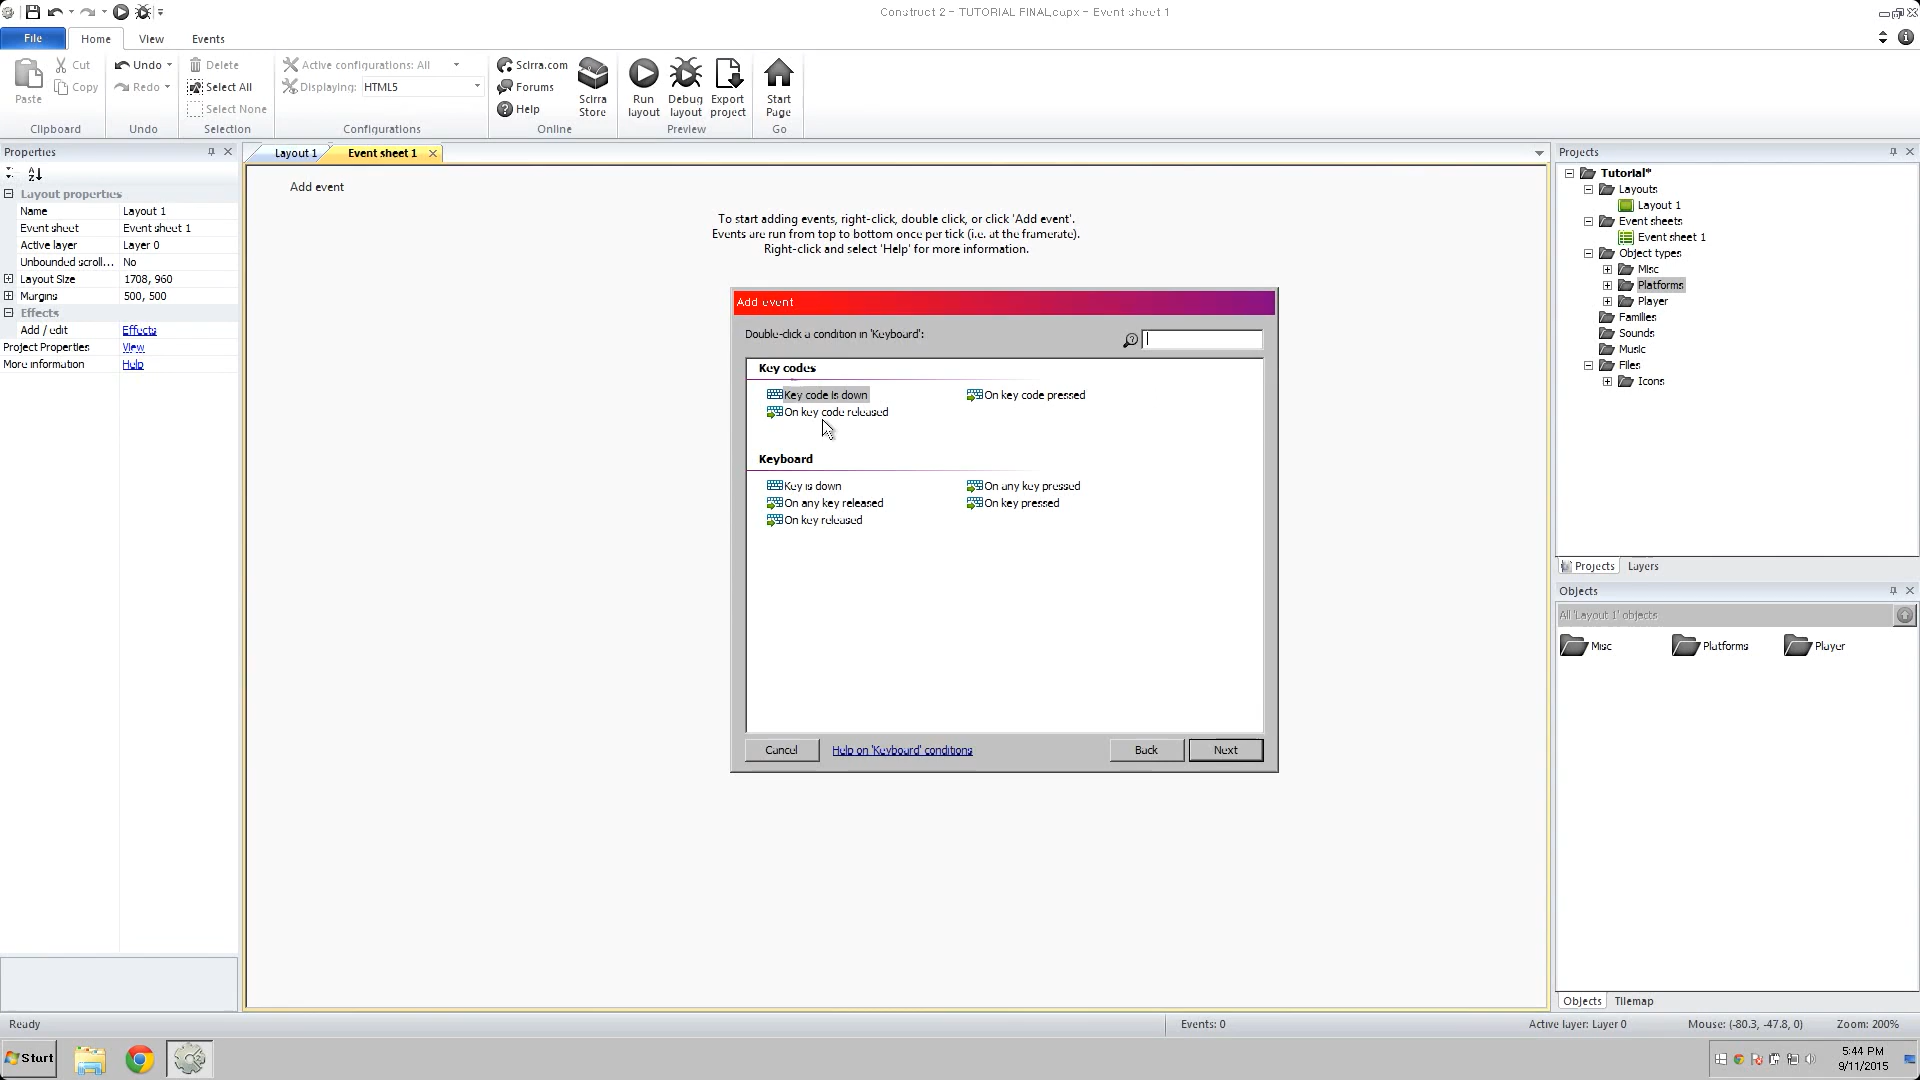 Construct 2 - TUTORIAL FINAL.capx - Event sheet 1
File Home View Events
Paste
Cut
Copy
Clipboard
Undo
Redo
Undo
Delete
Select All
Select None
Selection
Active configurations: All
Displaying: HTML5
Configurations
Scirra.com
Forums
Help
Scirra
Store
Online
Run
layout
Debug
layout
Export
project
Preview
Start
Page
Go
Properties
Layout properties
Name Layout 1
Event sheet Event sheet 1
Active layer Layer 0
Unbounded scroll... No
Layout Size 1708, 960
Margins 500, 500
Effects
Add / edit Effects
Project Properties View
More information Help
Layout 1 Event sheet 1
Add event
To start adding events, right-click, double click, or click 'Add event'.
Events are run from top to bottom once per tick (i.e. at the framerate).
Right-click and select 'Help' for more information.
Add event
Double-click a condition in 'Keyboard':
Key codes
Key code is down On key code pressed
On key code released
Keyboard
Key is down On any key pressed
On any key released On key pressed
On key released
Cancel Help on 'Keyboard' conditions Back Next
Projects
Tutorial*
Layouts
Layout 1
Event sheets
Event sheet 1
Object types
Misc
Platforms
Player
Families
Sounds
Music
Files
Icons
Projects Layers
Objects
All 'Layout 1' objects
Misc Platforms Player
Objects Tilemap
Ready Events: 0 Active layer: Layer 0 Mouse: (-80.3, -47.8, 0) Zoom: 200%
Start
5:44 PM
9/11/2015